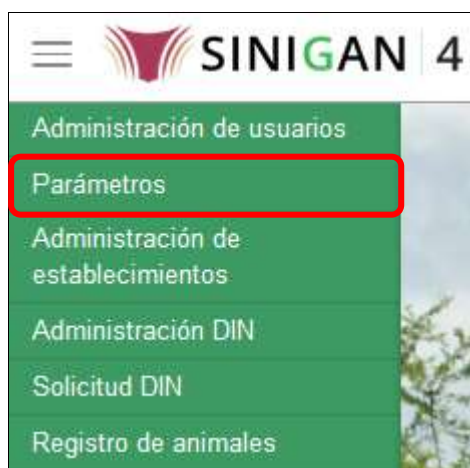 SINIGAN 4
Administración de usuarios
Parámetros
Administración de
establecimientos
Administración DIN
Solicitud DIN
Registro de animales